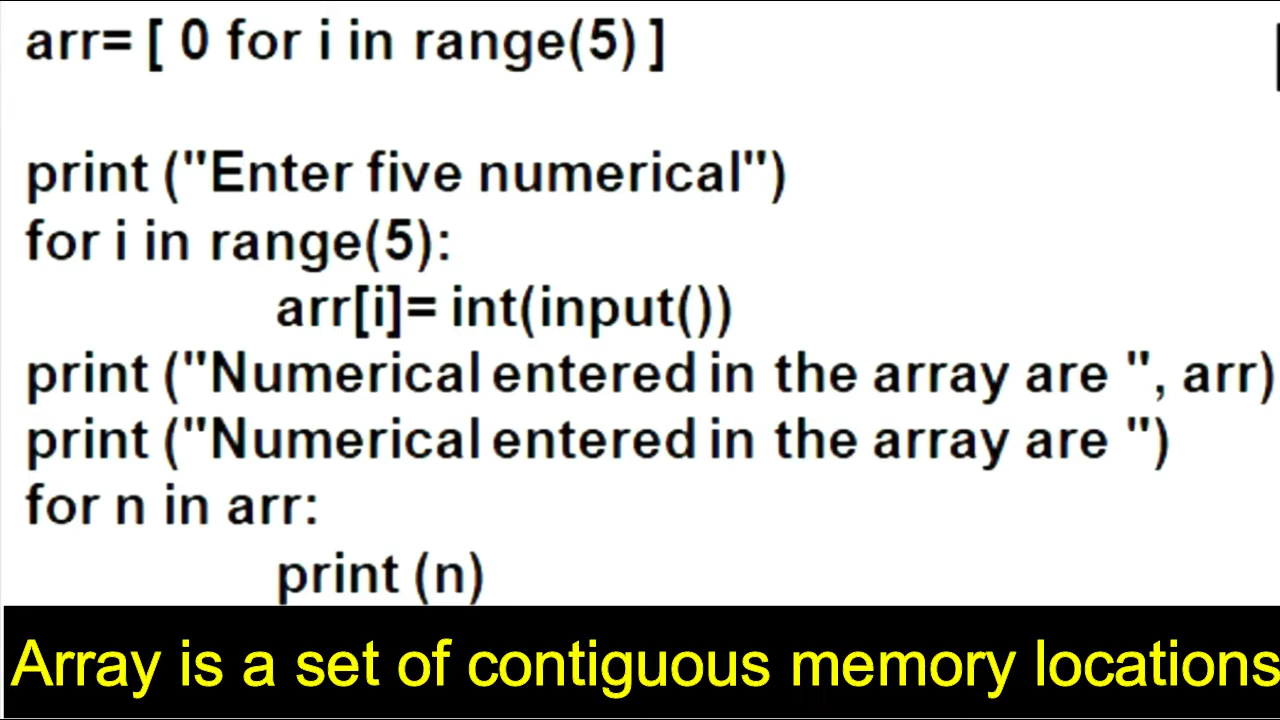 arr= [ 0 for i in range(5) ]
print ("Enter five numerical")
for i in range(5):
arr[i]= int(input())
print ("Numerical entered in the array are ", arr)
print ("Numerical entered in the array are ")
for n in arr:
print (n)
Array is a set of contiguous memory locations